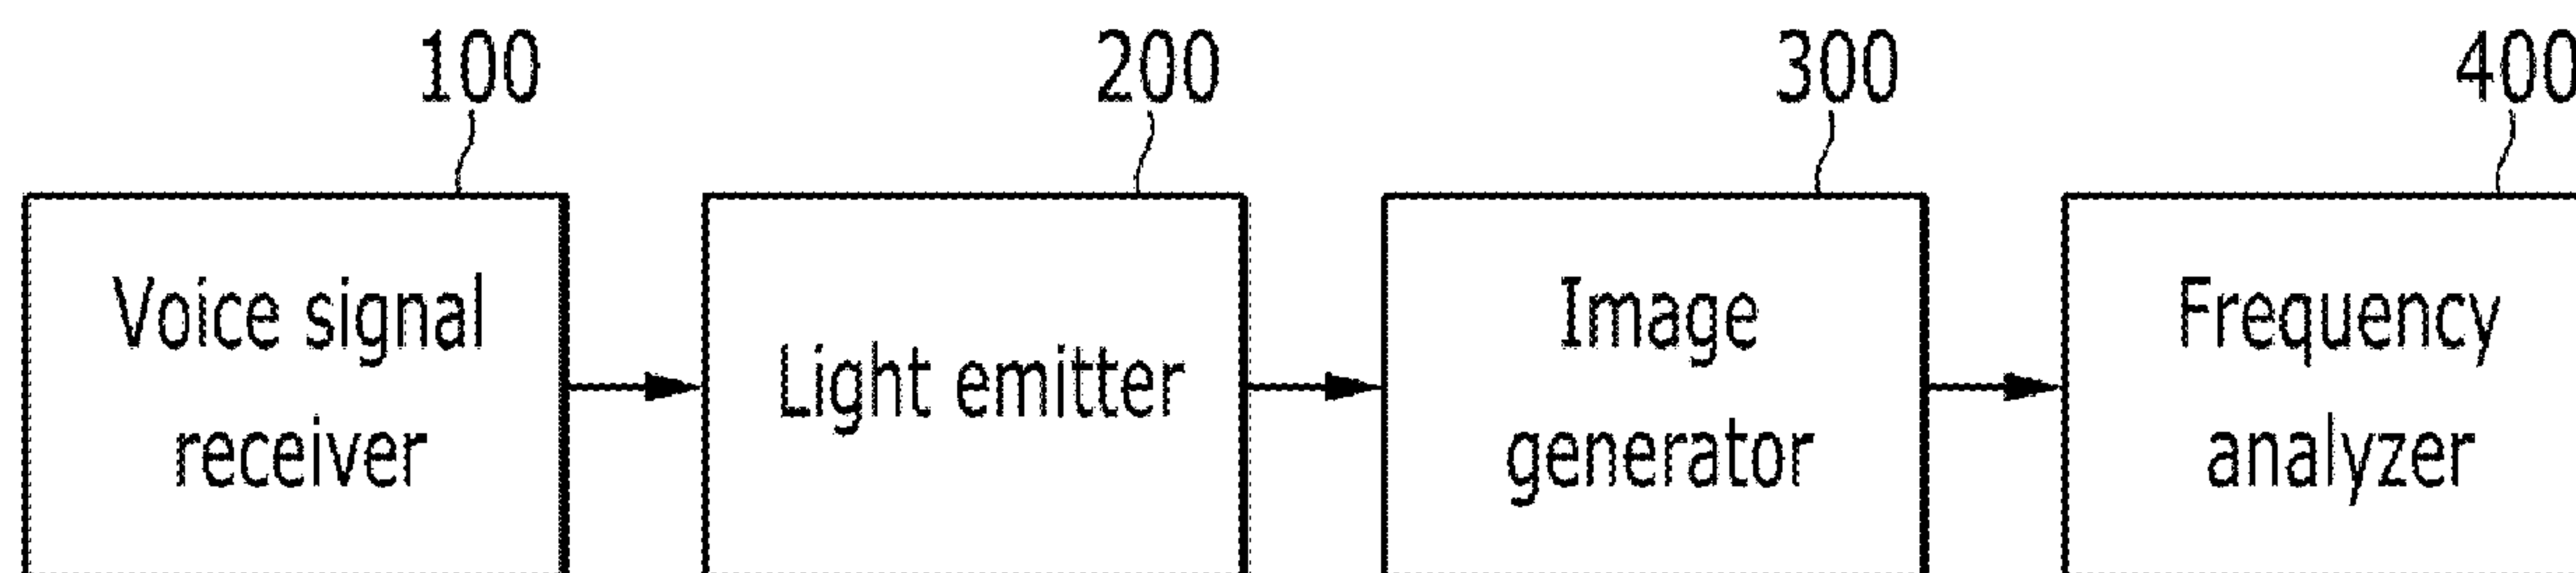 100
200
300
400
Voice signal
receiver
Light emitter
Image
generator
Frequency
analyzer